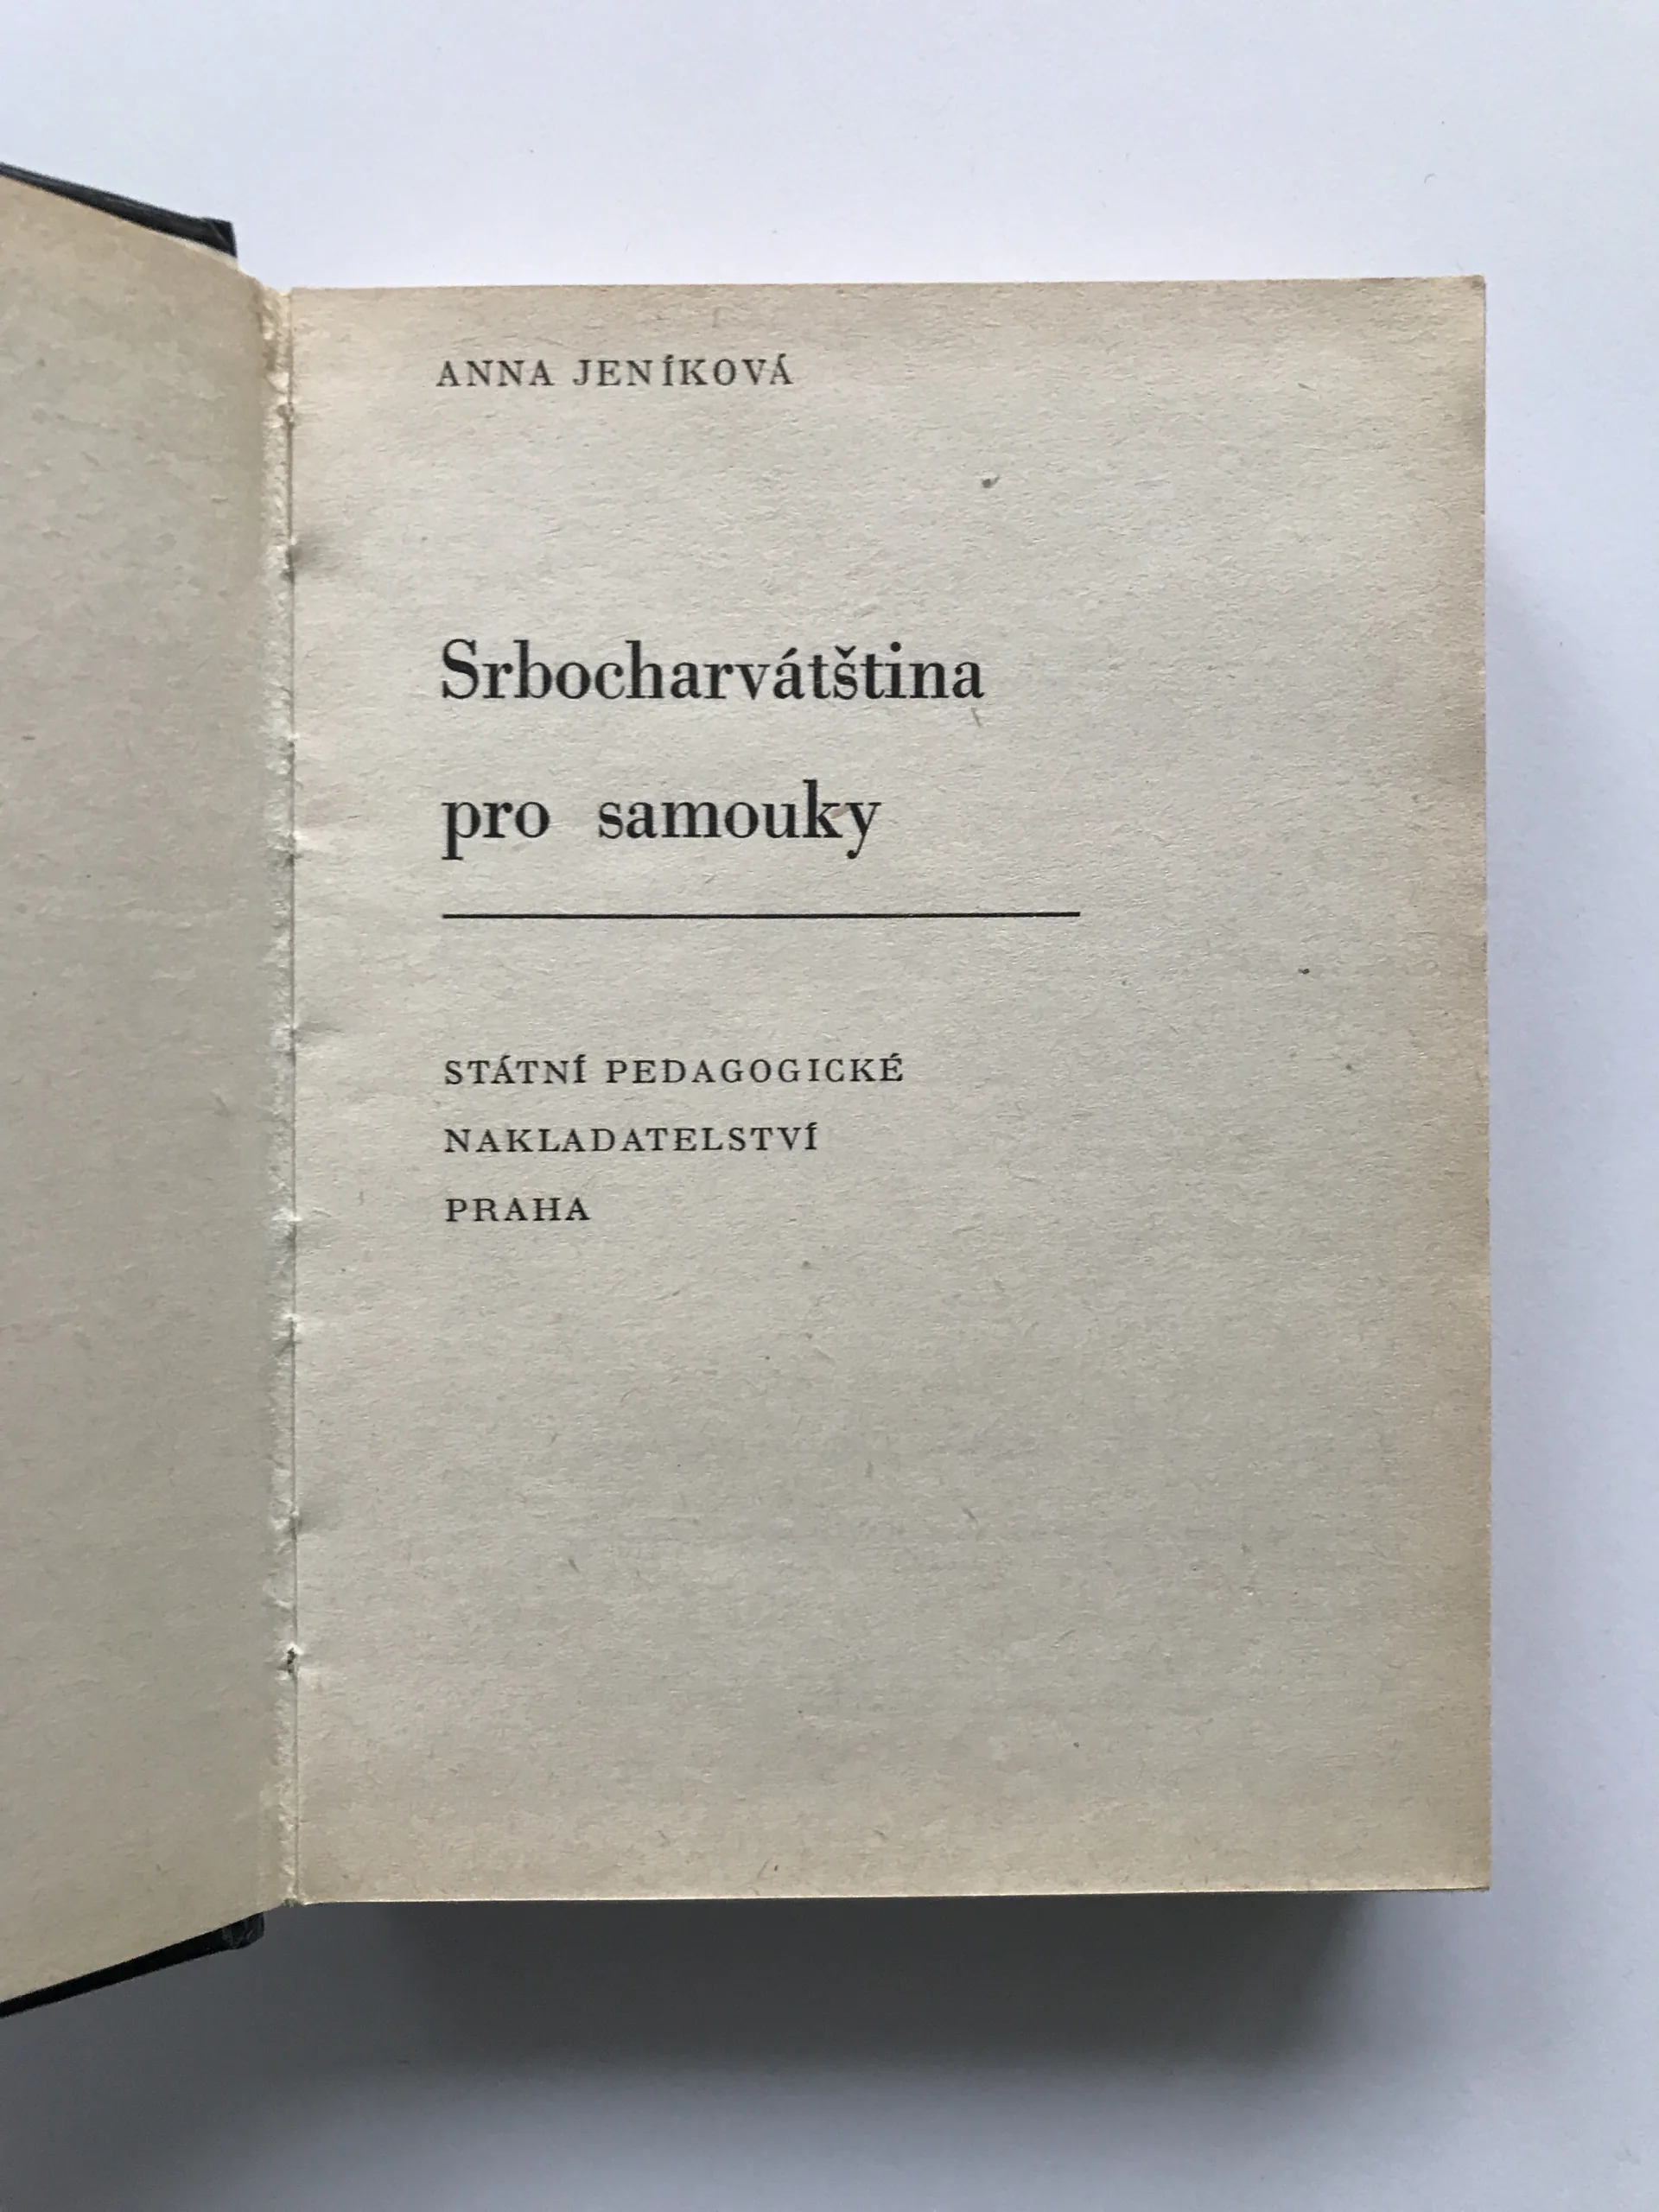 ANNA JENÍKOVÁ
Srbocharvátština
pro samouky
STÁTNÍ PEDAGOGICKÉ
NAKLADATELSTVÍ
PRAHA